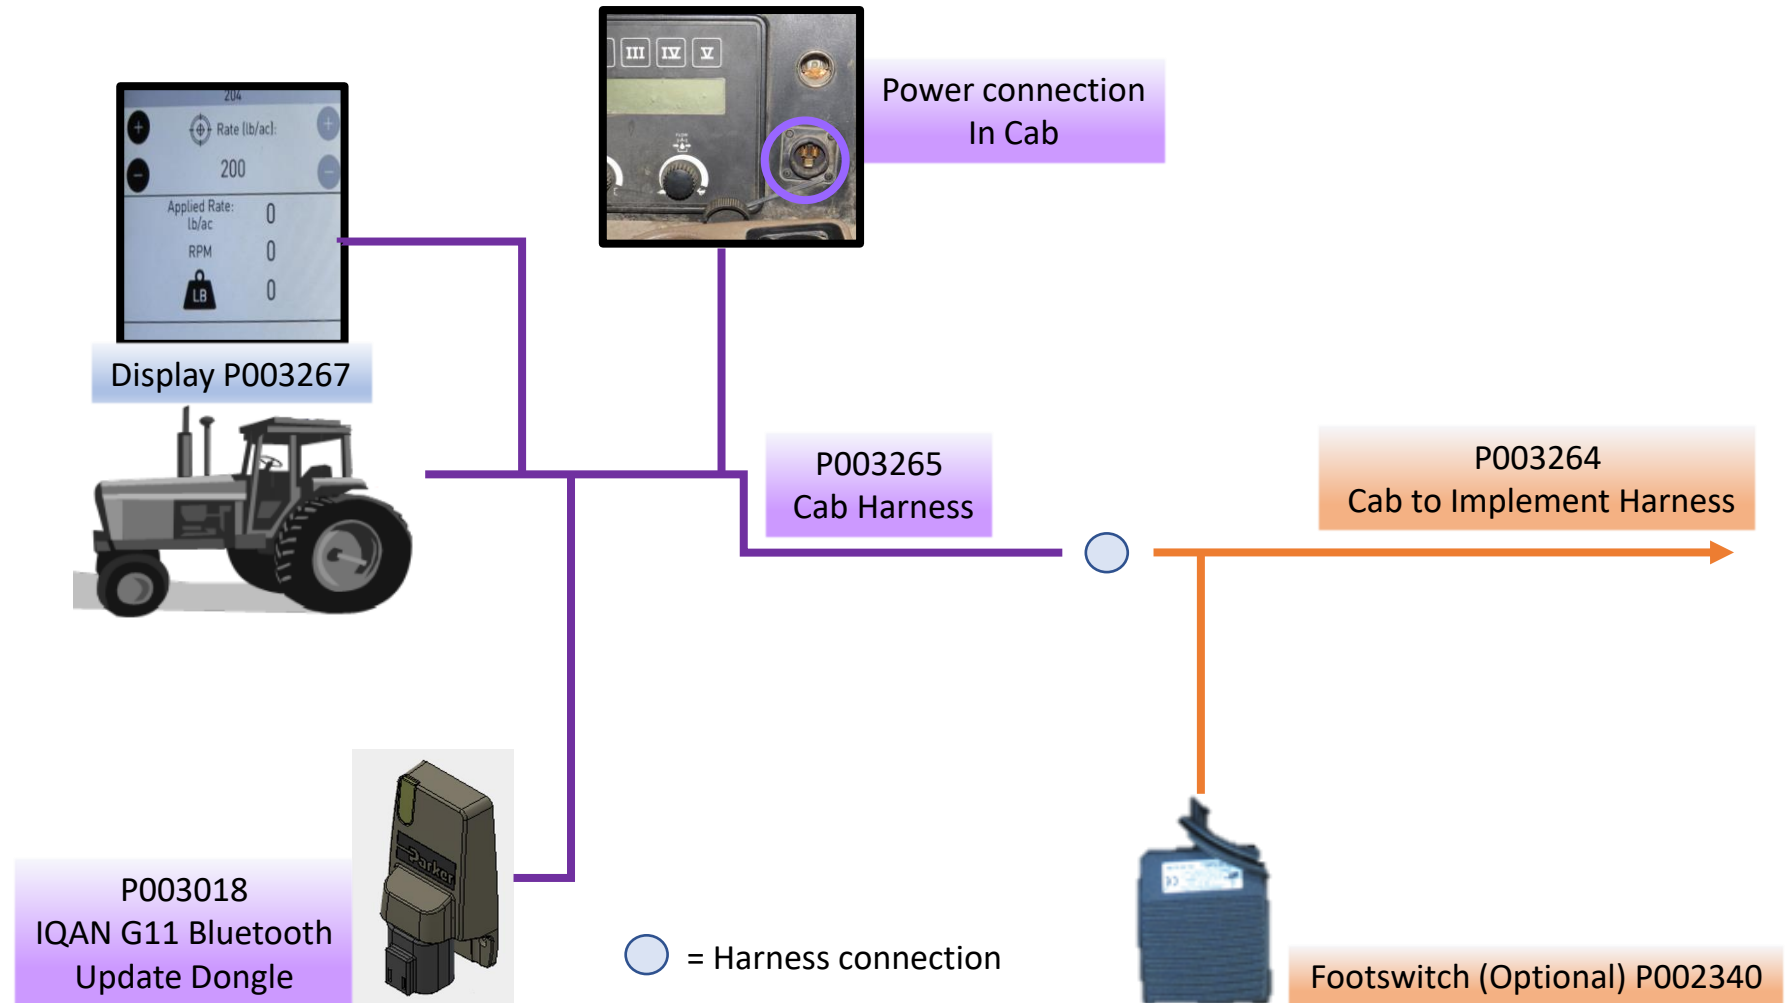 III IV V
Power connection
In Cab
204
Rate (lb/ac):
200
Applied Rate:
lb/ac
0
RPM
0
LB
0
Display P003267
P003265
Cab Harness
P003264
Cab to Implement Harness
Parker
P003018
IQAN G11 Bluetooth
Update Dongle
= Harness connection
Footswitch (Optional) P002340